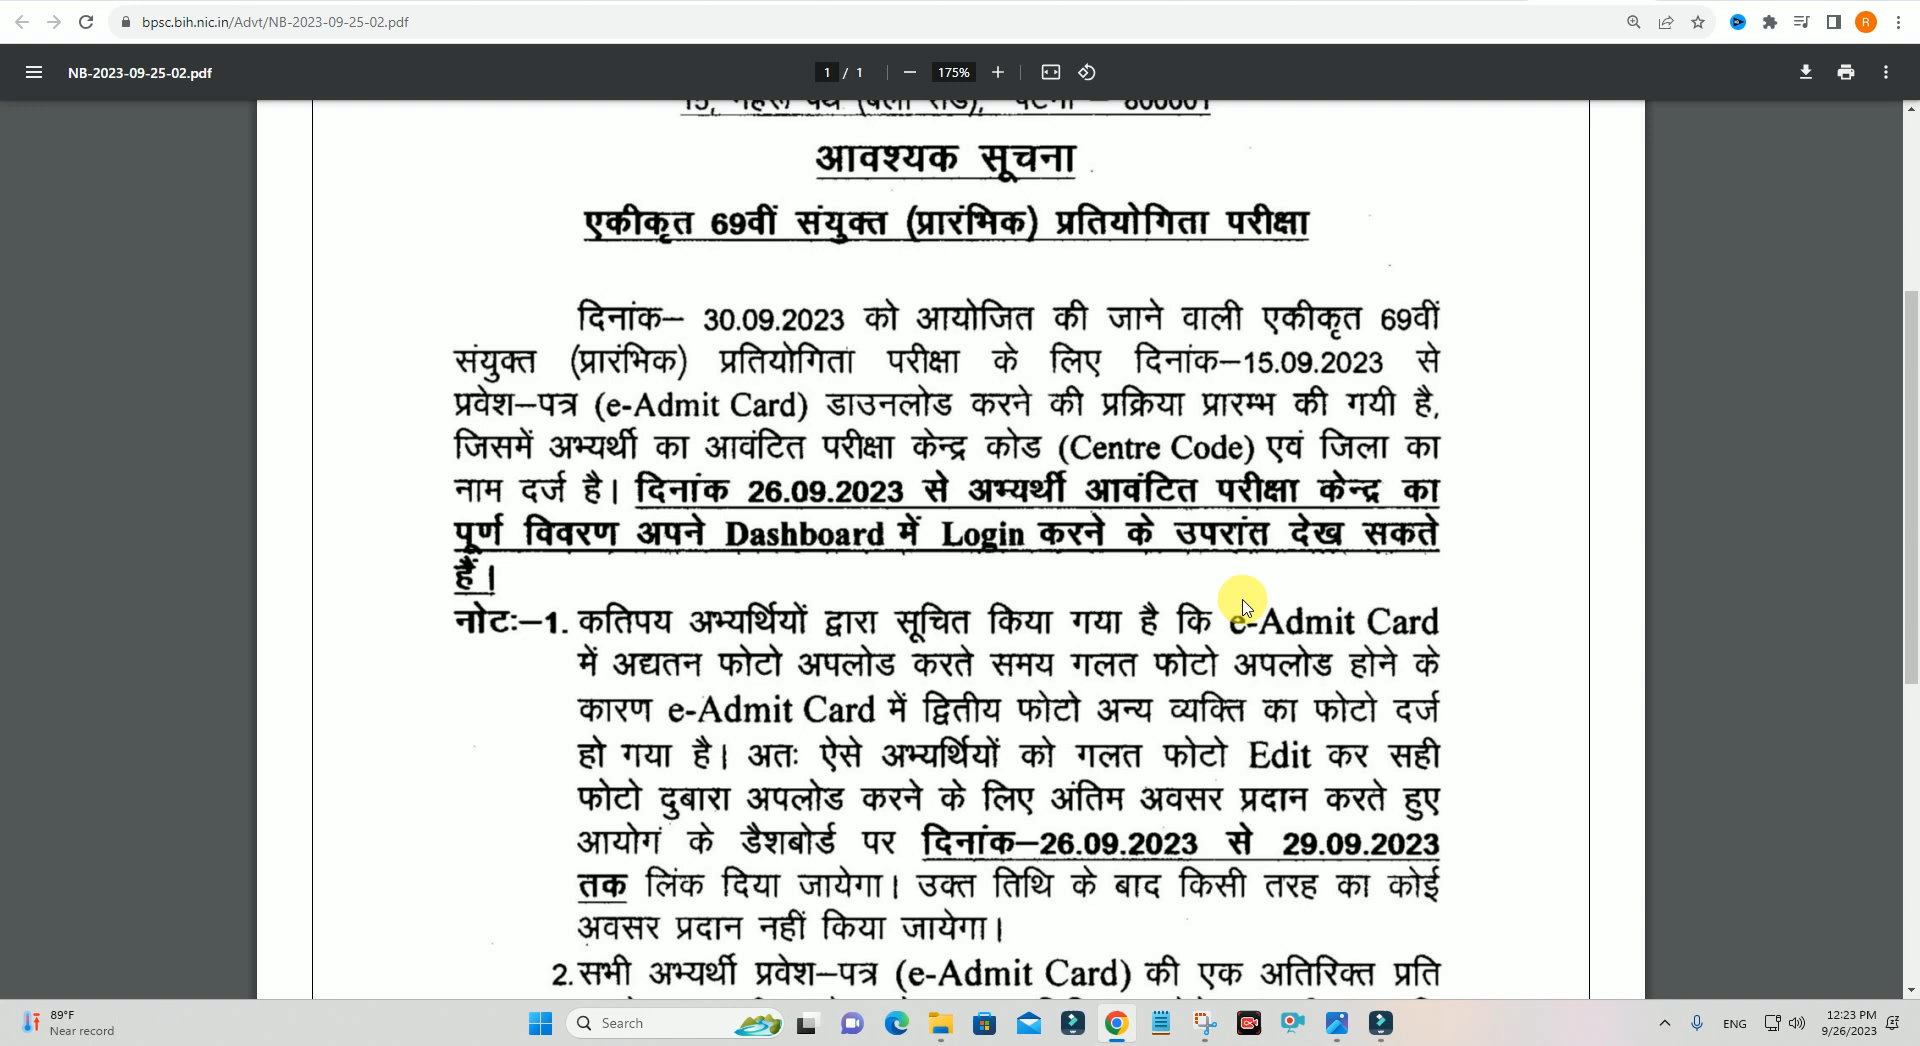 bpsc.bih.nic.in/Advt/NB-2023-09-25-02.pdf
R
NB-2023-09-25-02.pdf
1 / 1
175%
15, नेहरू पथ (बेली रोड), पटना – 800001
आवश्यक सूचना
एकीकृत 69वीं संयुक्त (प्रारंभिक) प्रतियोगिता परीक्षा
दिनांक– 30.09.2023 को आयोजित की जाने वाली एकीकृत 69वीं
संयुक्त (प्रारंभिक) प्रतियोगिता परीक्षा के लिए दिनांक–15.09.2023 से
प्रवेश–पत्र (e-Admit Card) डाउनलोड करने की प्रक्रिया प्रारम्भ की गयी है,
जिसमें अभ्यर्थी का आवंटित परीक्षा केन्द्र कोड (Centre Code) एवं जिला का
नाम दर्ज है। दिनांक 26.09.2023 से अभ्यर्थी आवंटित परीक्षा केन्द्र का
पूर्ण विवरण अपने Dashboard में Login करने के उपरांत देख सकते
हैं।
नोटः–1. कतिपय अभ्यर्थियों द्वारा सूचित किया गया है कि e-Admit Card
में अद्यतन फोटो अपलोड करते समय गलत फोटो अपलोड होने के
कारण e-Admit Card में द्वितीय फोटो अन्य व्यक्ति का फोटो दर्ज
हो गया है। अतः ऐसे अभ्यर्थियों को गलत फोटो Edit कर सही
फोटो दुबारा अपलोड करने के लिए अंतिम अवसर प्रदान करते हुए
आयोग के डैशबोर्ड पर दिनांक–26.09.2023 से 29.09.2023
तक लिंक दिया जायेगा। उक्त तिथि के बाद किसी तरह का कोई
अवसर प्रदान नहीं किया जायेगा।
2. सभी अभ्यर्थी प्रवेश–पत्र (e-Admit Card) की एक अतिरिक्त प्रति
89°F
Near record
Search
ENG
12:23 PM
9/26/2023